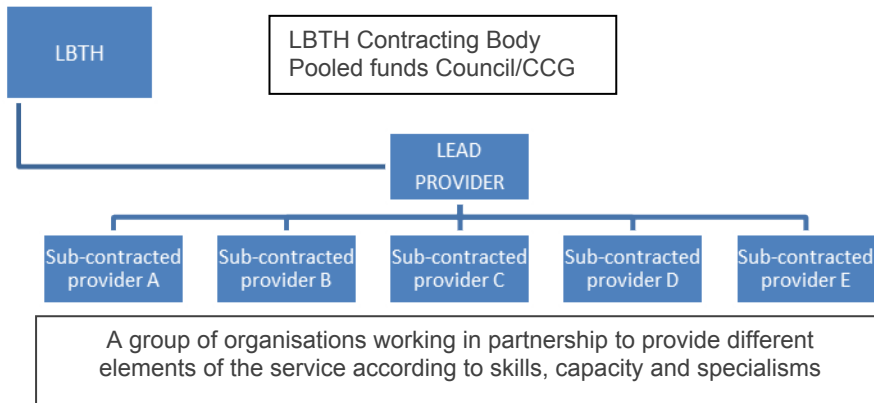 LBTH
LBTH Contracting Body
Pooled funds Council/CCG
LEAD
PROVIDER
Sub-contracted
provider A
Sub-contracted
provider B
Sub-contracted
provider C
Sub-contracted
provider D
Sub-contracted
provider E
A group of organisations working in partnership to provide different
elements of the service according to skills, capacity and specialisms